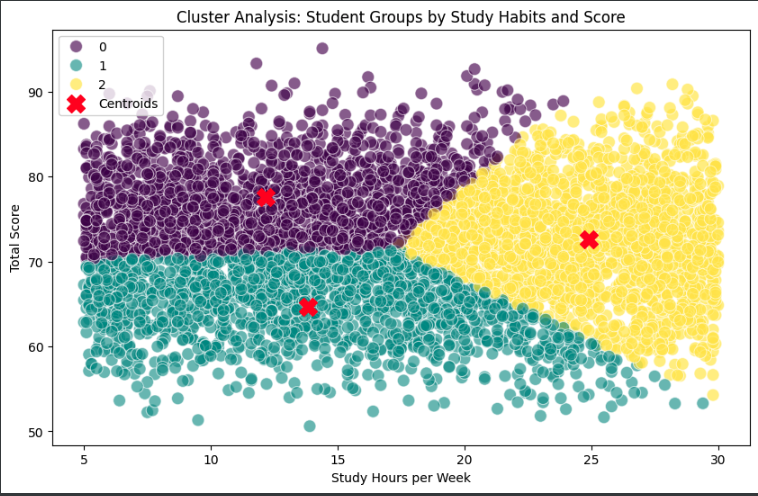 Cluster Analysis: Student Groups by Study Habits and Score
0
1
2
Centroids
90
80
70
60
50
Total Score
5 10 15 20 25 30
Study Hours per Week